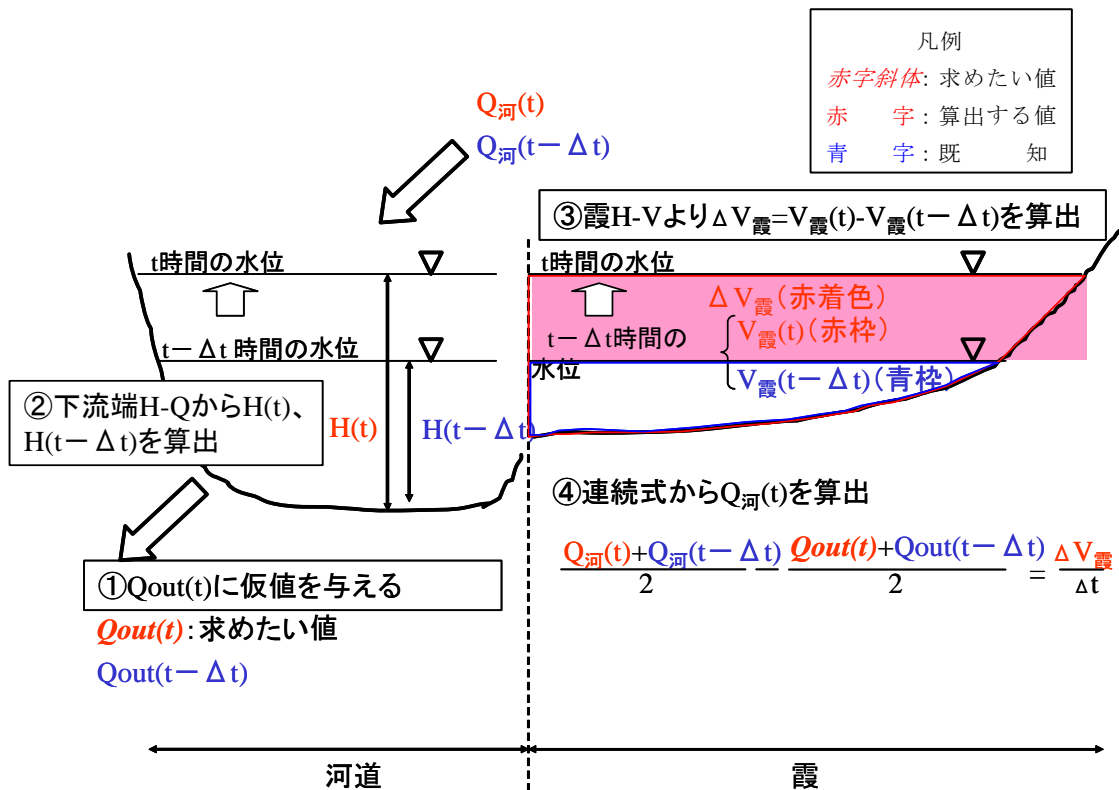 凡例
赤字斜体: 求めたい値
赤　字: 算出する値
青　字: 既　知
Q河(t)
Q河(t－Δt)
③霞H-VよりΔV霞=V霞(t)-V霞(t－Δt)を算出
t時間の水位
t時間の水位
ΔV霞(赤着色)
V霞(t)(赤枠)
t－Δt時間の
水位
V霞(t－Δt)(青枠)
t－Δt 時間の水位
②下流端H-QからH(t)、
H(t－Δt)を算出
H(t)
H(t－Δt)
④連続式からQ河(t)を算出
Q河(t)+Q河(t－Δt)/2 － Qout(t)+Qout(t－Δt)/2 = ΔV霞/Δt
①Qout(t)に仮値を与える
Qout(t):求めたい値
Qout(t－Δt)
河道
霞